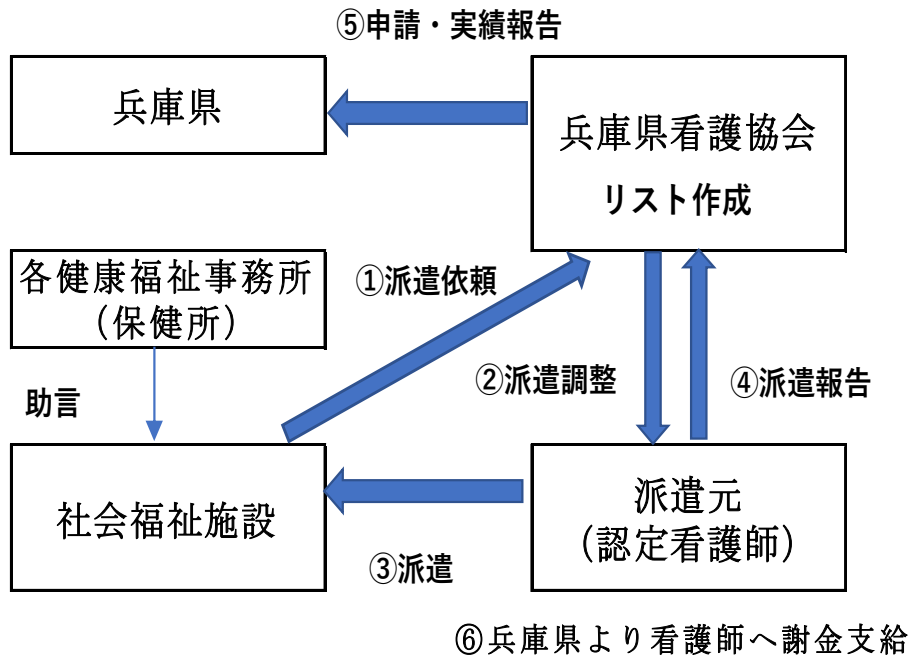 ⑤申請・実績報告
兵庫県
兵庫県看護協会
リスト作成
各健康福祉事務所
（保健所）
①派遣依頼
②派遣調整
④派遣報告
助言
社会福祉施設
派遣元
（認定看護師）
③派遣
⑥兵庫県より看護師へ謝金支給